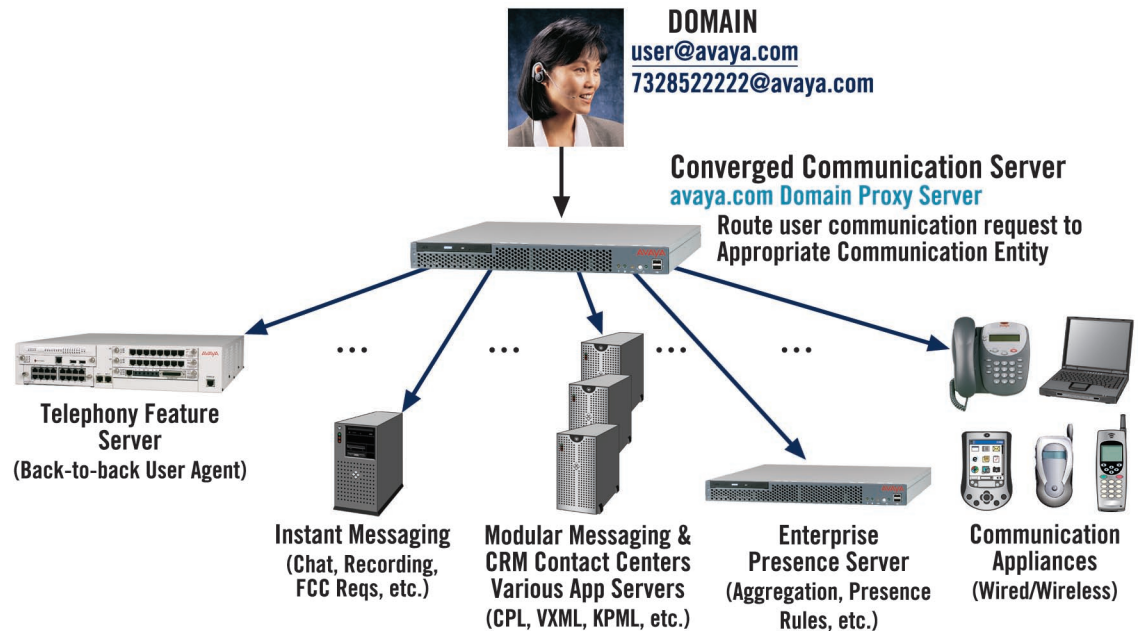 DOMAIN
user@avaya.com
7328522222@avaya.com
Converged Communication Server
avaya.com Domain Proxy Server
Route user communication request to
Appropriate Communication Entity
AVAYA
AVAYA
...
...
...
...
Telephony Feature
Server
(Back-to-back User Agent)
Instant Messaging
(Chat, Recording,
FCC Reqs, etc.)
Modular Messaging &
CRM Contact Centers
Various App Servers
(CPL, VXML, KPML, etc.)
AVAYA
Enterprise
Presence Server
(Aggregation, Presence
Rules, etc.)
Communication
Appliances
(Wired/Wireless)